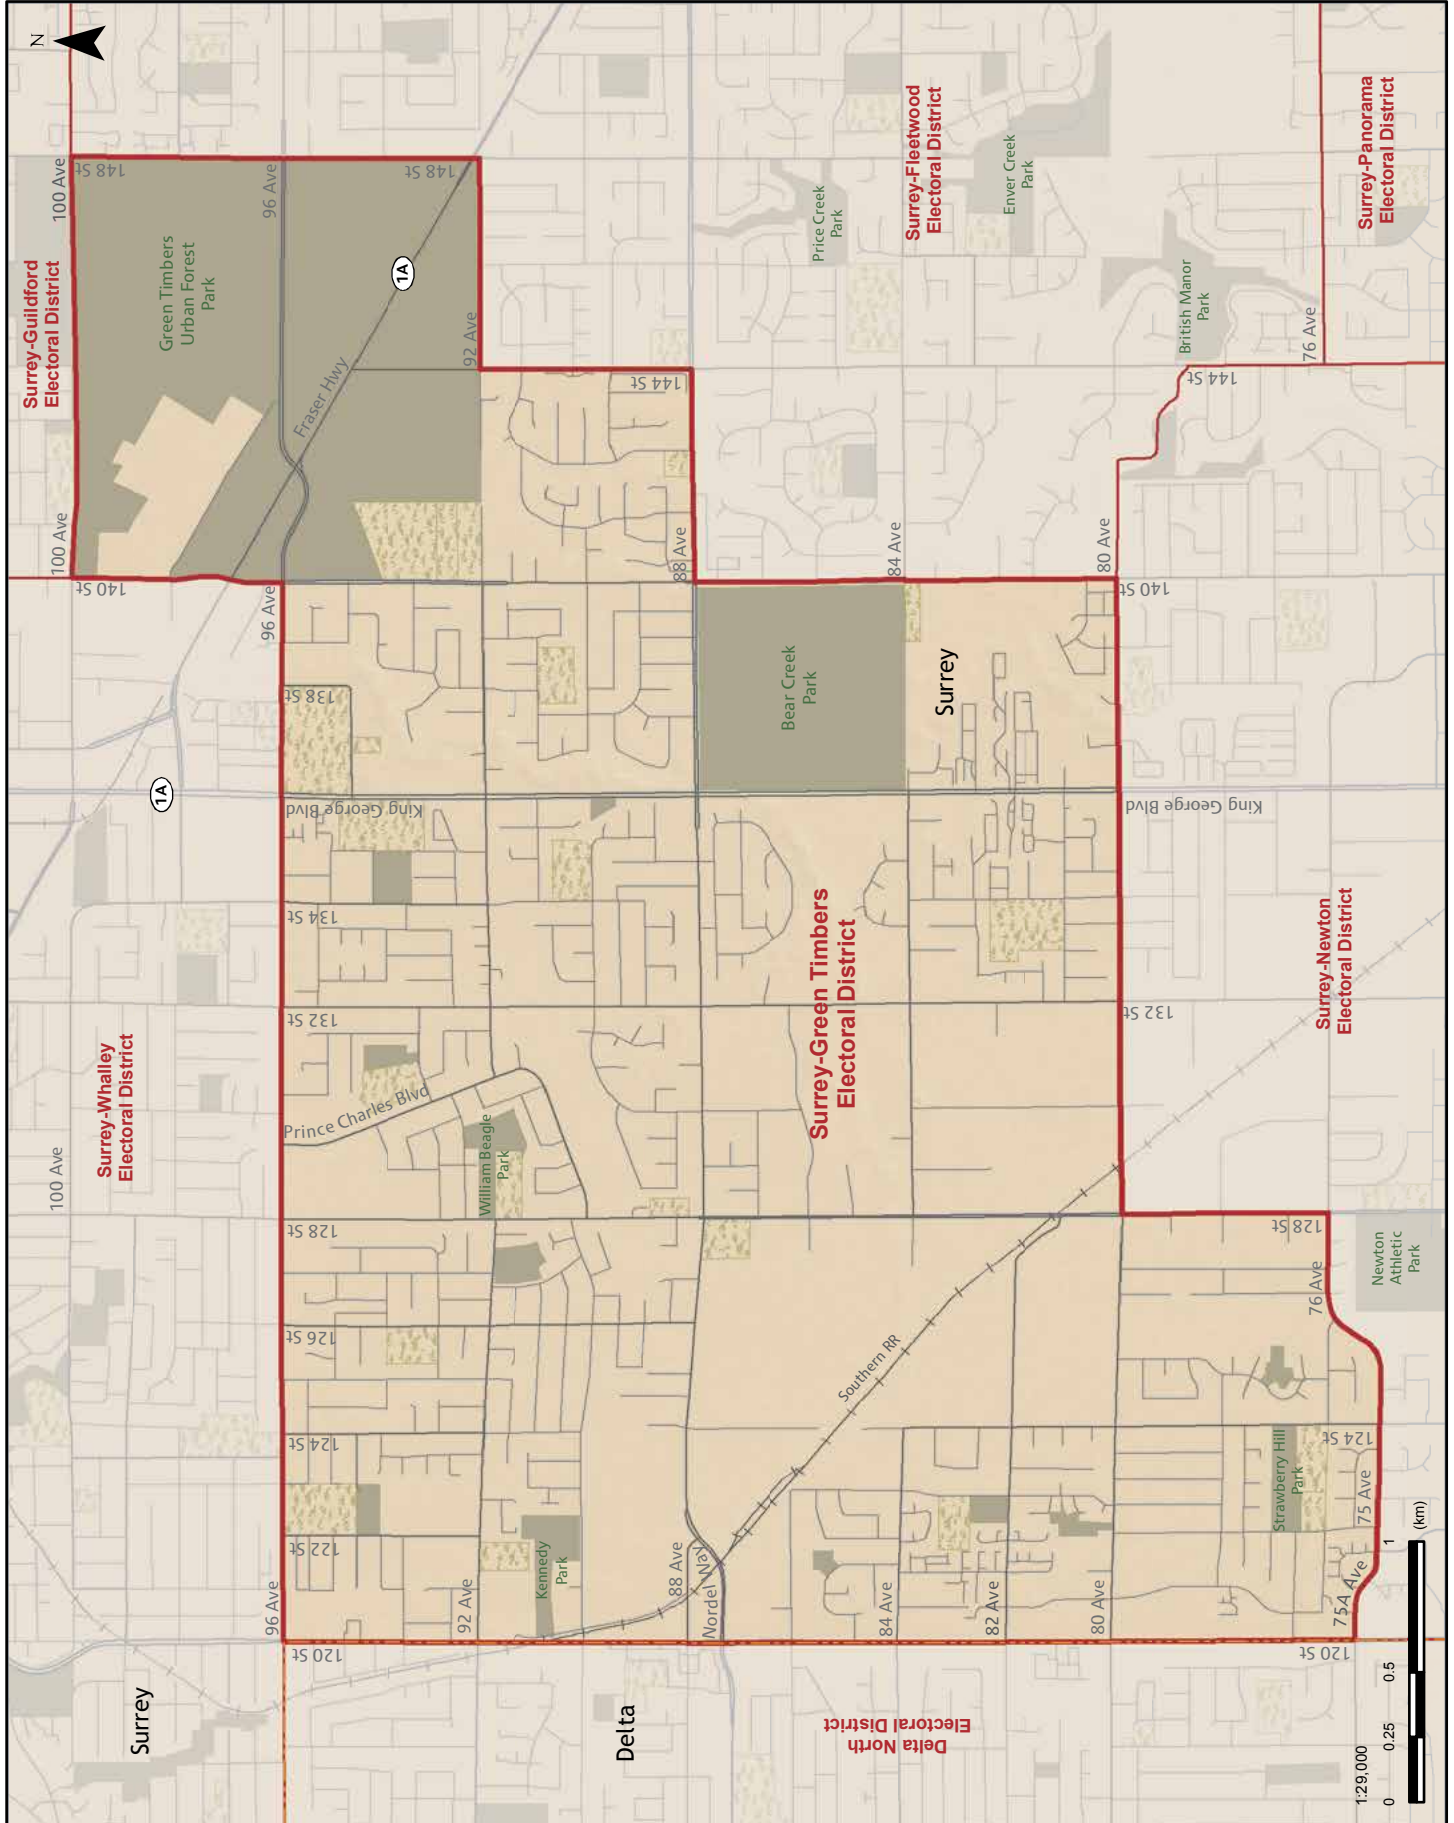 N
Surrey-Guildford
Electoral District
100 Ave
100 Ave
148 St
148 St
96 Ave
Green Timbers
Urban Forest
Park
Fraser Hwy
1A
92 Ave
144 St
140 St
96 Ave
88 Ave
Price Creek
Park
Surrey-Fleetwood
Electoral District
Enver Creek
Park
British Manor
Park
144 St
76 Ave
Surrey-Panorama
Electoral District
84 Ave
80 Ave
140 St
1A
138 St
King George Blvd
Bear Creek
Park
Surrey
King George Blvd
134 St
132 St
Surrey-Green Timbers
Electoral District
132 St
Surrey-Newton
Electoral District
Surrey-Whalley
Electoral District
100 Ave
Prince Charles Blvd
William Beagle
Park
128 St
128 St
76 Ave
Newton
Athletic
Park
126 St
Southern RR
124 St
124 St
Strawberry Hill
Park
75 Ave
75A Ave
122 St
Kennedy
Park
96 Ave
92 Ave
88 Ave
Nordel Way
84 Ave
82 Ave
80 Ave
120 St
120 St
Surrey
Delta
Delta North
Electoral District
1:29,000
0
0.25
0.5
1
(km)